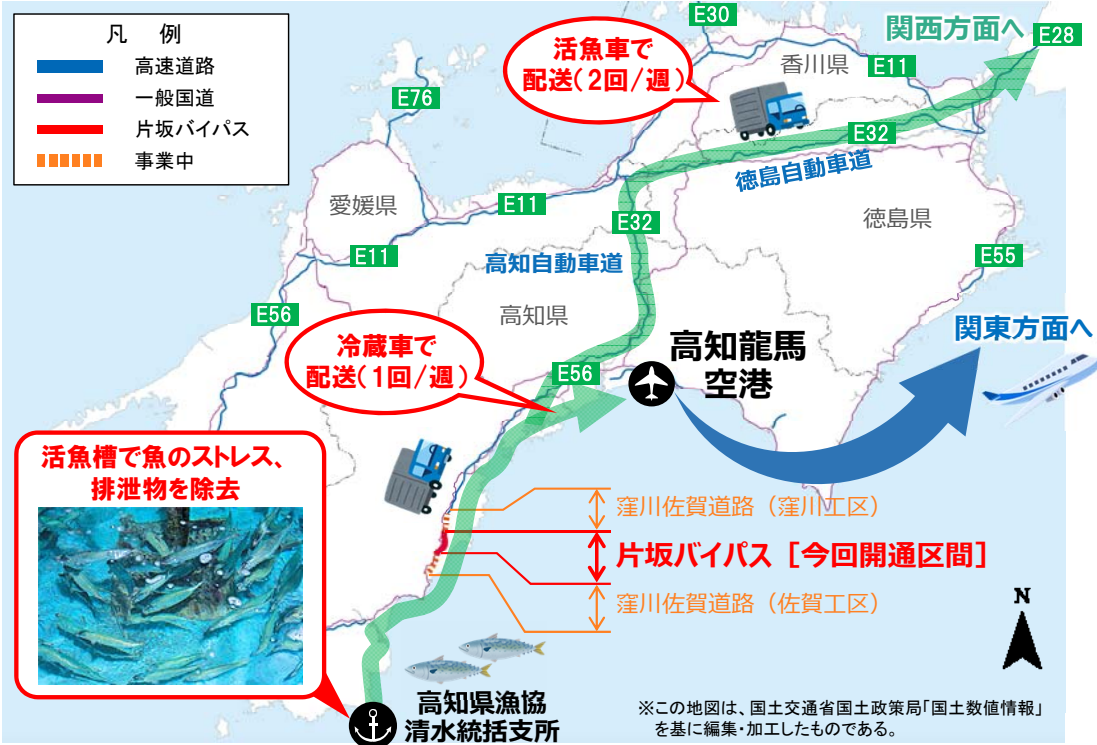 凡　例
高速道路
一般国道
片坂バイパス
事業中
活魚車で
配送(2回/週)
関西方面へ
E30
E28
E11
香川県
E76
E32
徳島自動車道
愛媛県
E11
E32
徳島県
E11
高知自動車道
E55
E56
高知県
関東方面へ
冷蔵車で
配送(1回/週)
E56
高知龍馬
空港
活魚槽で魚のストレス、
排泄物を除去
窪川佐賀道路（窪川工区）
片坂バイパス［今回開通区間］
窪川佐賀道路（佐賀工区）
N
高知県漁協
清水統括支所
※この地図は、国土交通省国土政策局「国土数値情報」
を基に編集・加工したものである。